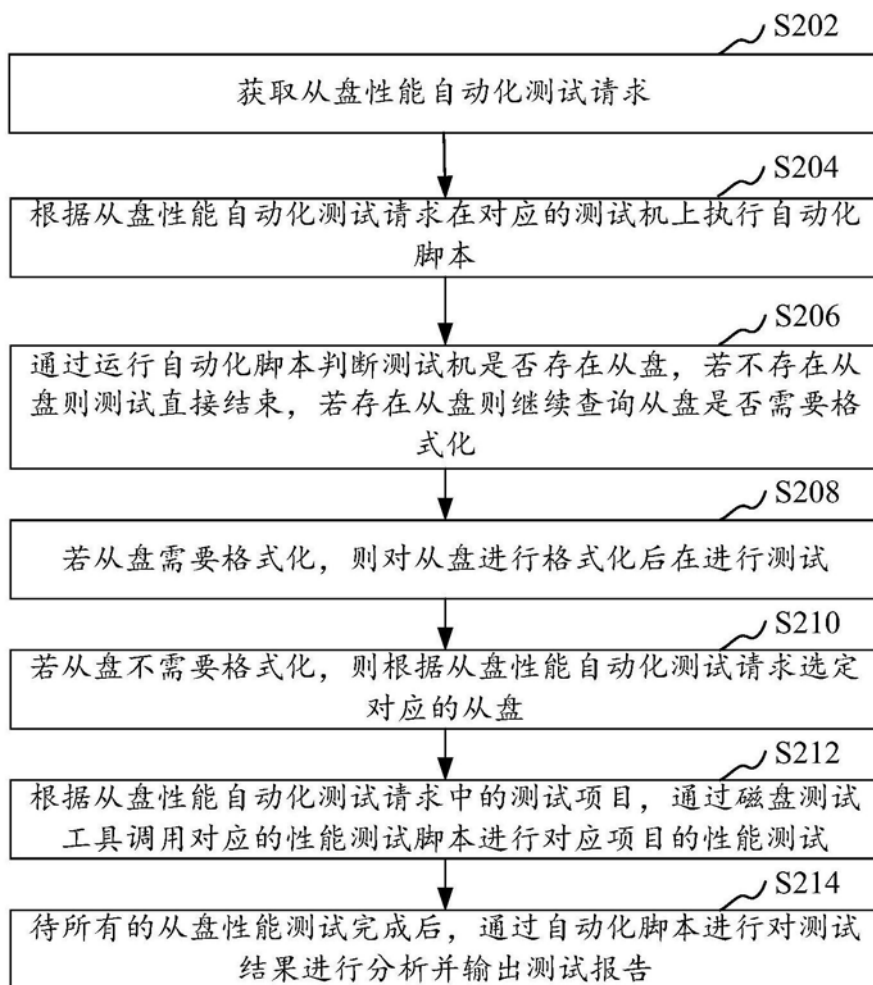 S202
获取从盘性能自动化测试请求
S204
根据从盘性能自动化测试请求在对应的测试机上执行自动化
脚本
S206
通过运行自动化脚本判断测试机是否存在从盘，若不存在从
盘则测试直接结束，若存在从盘则继续查询从盘是否需要格
式化
S208
若从盘需要格式化，则对从盘进行格式化后在进行测试
S210
若从盘不需要格式化，则根据从盘性能自动化测试请求选定
对应的从盘
S212
根据从盘性能自动化测试请求中的测试项目，通过磁盘测试
工具调用对应的性能测试脚本进行对应项目的性能测试
S214
待所有的从盘性能测试完成后，通过自动化脚本进行对测试
结果进行分析并输出测试报告